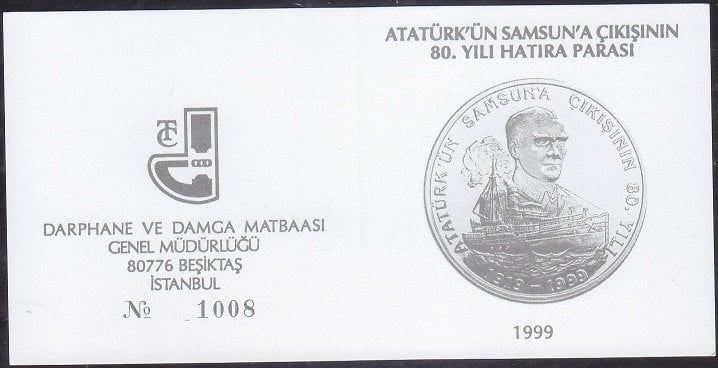 TC
DARPHANE VE DAMGA MATBAASI
GENEL MÜDÜRLÜĞÜ
80776 BEŞİKTAŞ
İSTANBUL
№ 1008
ATATÜRK'ÜN SAMSUN'A ÇIKIŞININ
80. YILI HATIRA PARASI
ATATÜRK'ÜN SAMSUN'A ÇIKIŞININ 80. YILI
1919 – 1999
1999